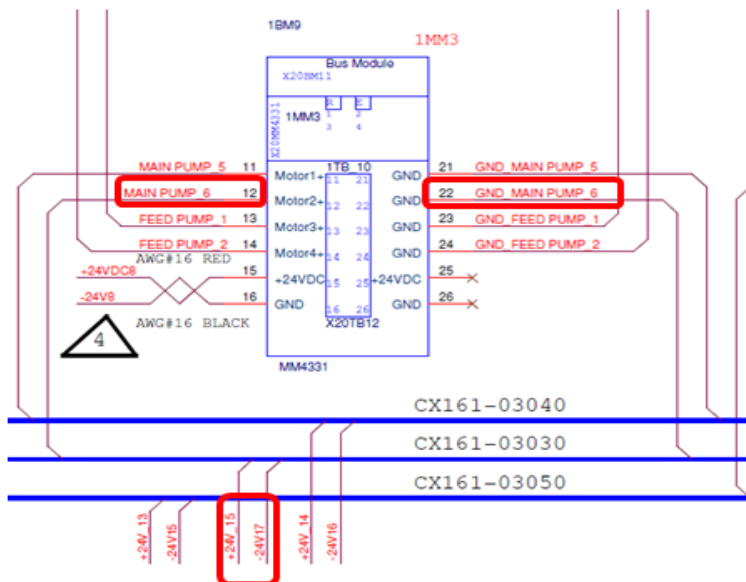 1BM9
1MM3
Bus Module
X20BM11
X20MM4331
1MM3
1 2
3 4
MAIN PUMP_5 11 Motor1+ 1TB_10 GND 21 GND_MAIN PUMP_5
11 21
MAIN PUMP_6 12 Motor2+ GND 22 GND_MAIN PUMP_6
12 22
FEED PUMP_1 13 Motor3+ GND 23 GND_FEED PUMP_1
13 23
FEED PUMP_2 14 Motor4+ GND 24 GND_FEED PUMP_2
14 24
AWG#16 RED
+24VDC8 15 +24VDC 15 25 +24VDC 25
-24V8 16 GND GND 26
16 26
AWG#16 BLACK
X20TB12
4
MM4331
CX161-03040
CX161-03030
CX161-03050
+24V_13
-24V15
+24V_15
-24V17
+24V_14
-24V16